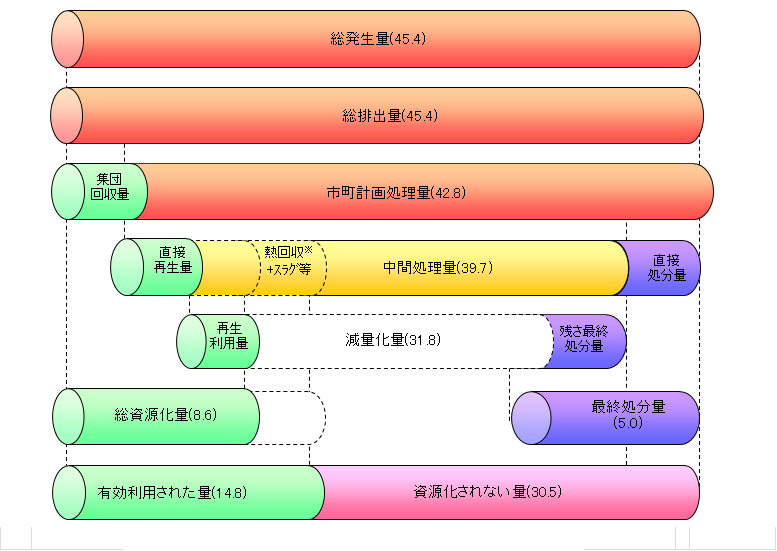 総発生量(45.4)
総排出量(45.4)
集団
回収量
市町計画処理量(42.8)
直接
再生量
熱回収※
+ｽﾗｸﾞ等
中間処理量(39.7)
直接
処分量
再生
利用量
減量化量(31.8)
残さ最終
処分量
総資源化量(8.6)
最終処分量
(5.0)
有効利用された量(14.8)
資源化されない量(30.5)